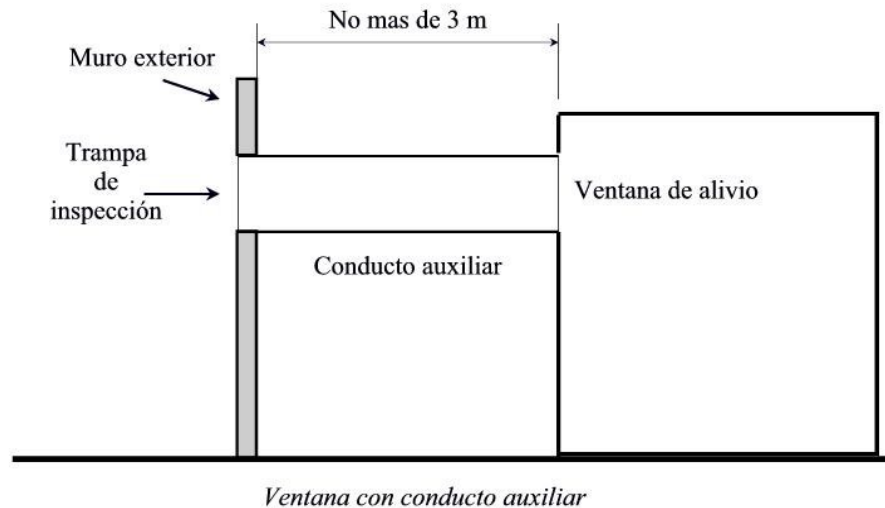 No mas de 3 m
Muro exterior
Trampa
de
inspección
Ventana de alivio
Conducto auxiliar
Ventana con conducto auxiliar